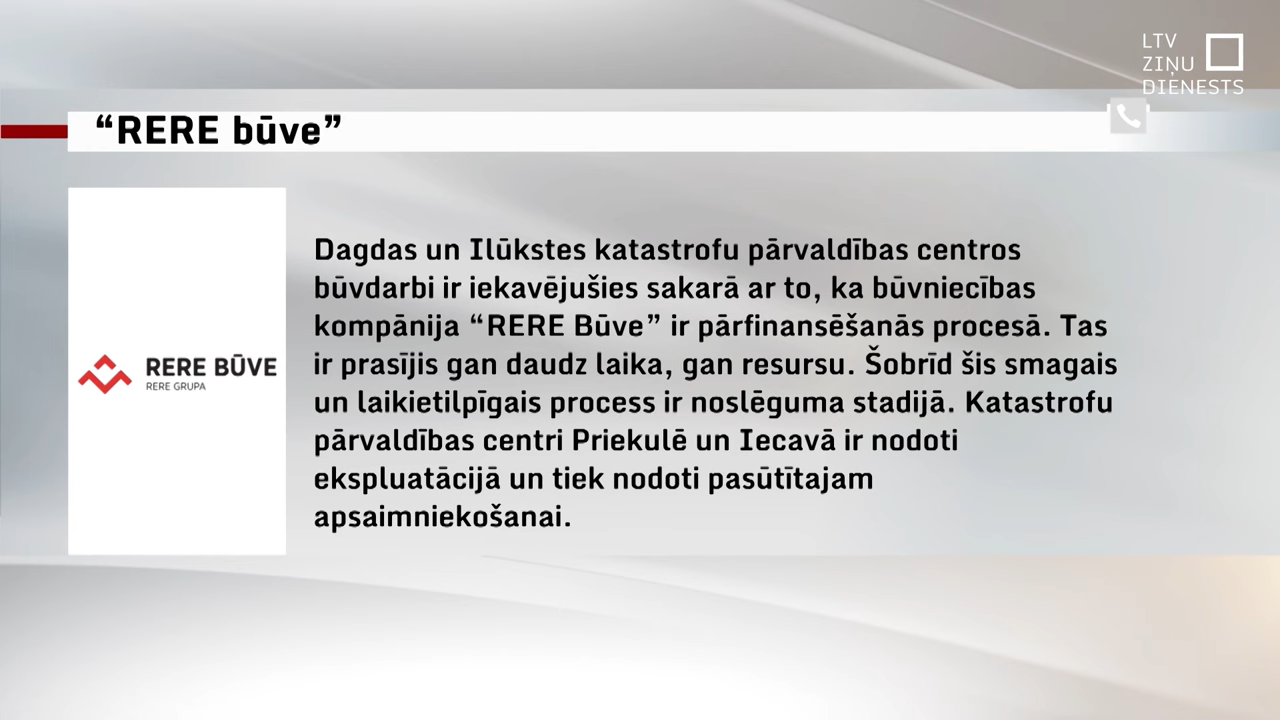 LTV
ZIŅU
DIENESTS
“RERE būve”
RERE BŪVE
RERE GRUPA
Dagdas un Ilūkstes katastrofu pārvaldības centros
būvdarbi ir iekavējušies sakarā ar to, ka būvniecības
kompānija “RERE Būve” ir pārfinansēšanās procesā. Tas
ir prasījis gan daudz laika, gan resursu. Šobrīd šis smagais
un laikietilpīgais process ir noslēguma stadijā. Katastrofu
pārvaldības centri Priekulē un Iecavā ir nodoti
ekspluatācijā un tiek nodoti pasūtītajam
apsaimniekošanai.